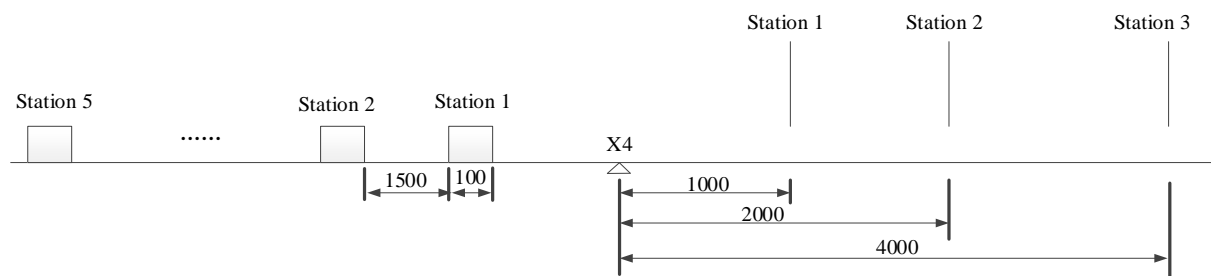 Station 1
Station 2
Station 3
Station 5
......
Station 2
Station 1
X4
1500
100
1000
2000
4000